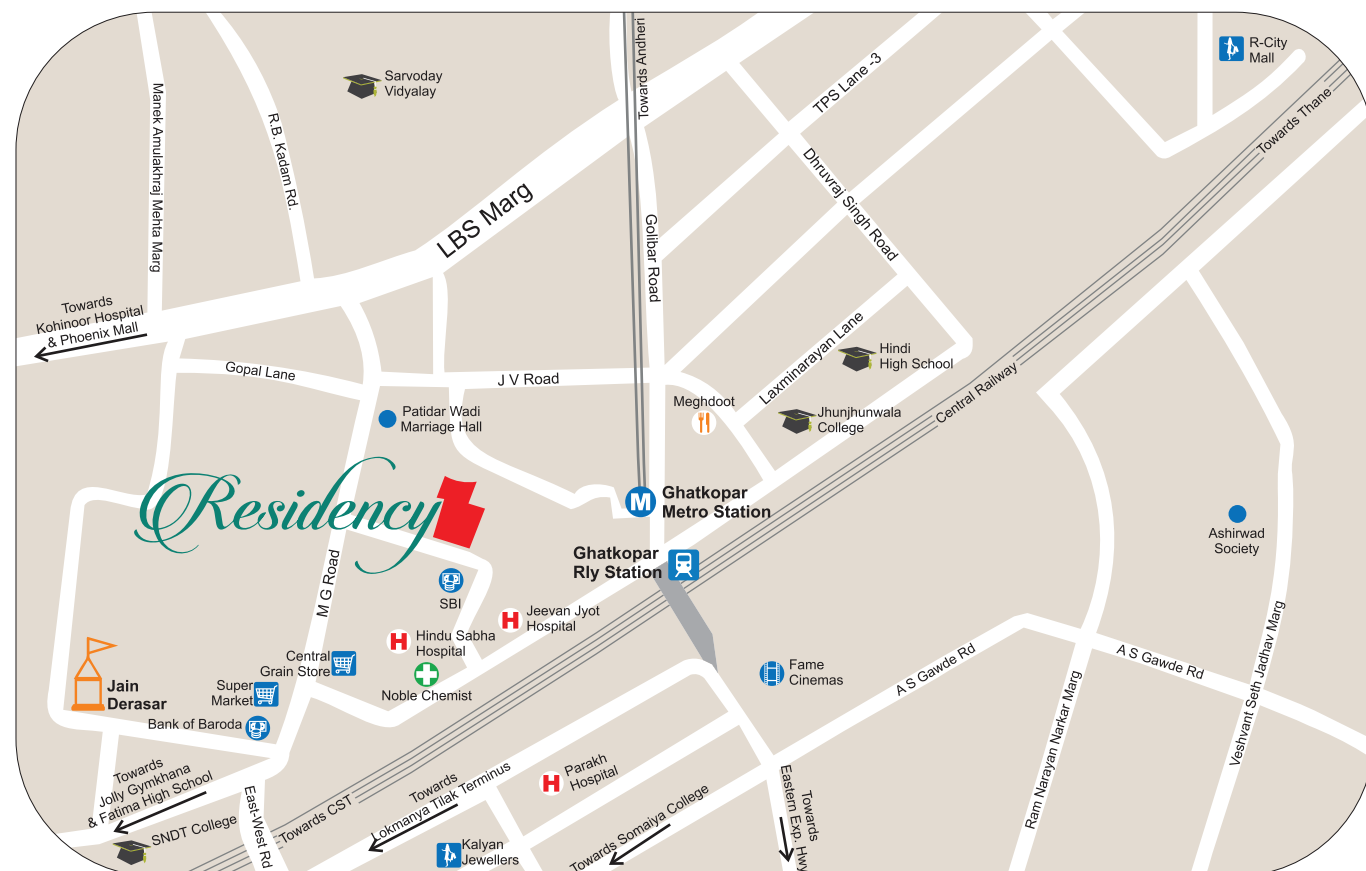 Towards Andheri
R-City
Mall
Sarvoday
Vidyalay
TPS Lane -3
Manek Amulakhraj Mehta Marg
R.B. Kadam Rd.
Towards Thane
Dhruvraj Singh Road
LBS Marg
Golibar Road
Towards
Kohinoor Hospital
& Phoenix Mall
Laxminarayan Lane
Hindi
High School
Gopal Lane
J V Road
Central Railway
Meghdoot
Patidar Wadi
Marriage Hall
Jhunjhunwala
College
Residency
M
Ghatkopar
Metro Station
Ashirwad
Society
Ghatkopar
Rly Station
M G Road
SBI
H
Jeevan Jyot
Hospital
H
Hindu Sabha
Hospital
Central
Grain Store
Noble Chemist
Super
Market
Jain
Derasar
Bank of Baroda
Fame
Cinemas
A S Gawde Rd
A S Gawde Rd
Veshvant Seth Jadhav Marg
Ram Narayan Narkar Marg
Towards
Jolly Gymkhana
& Fatima High School
Towards
Lokmanya Tilak Terminus
H
Parakh
Hospital
Towards CST
East-West Rd
SNDT College
Kalyan
Jewellers
Towards Somaiya College
Towards
Eastern Exp. Hwy